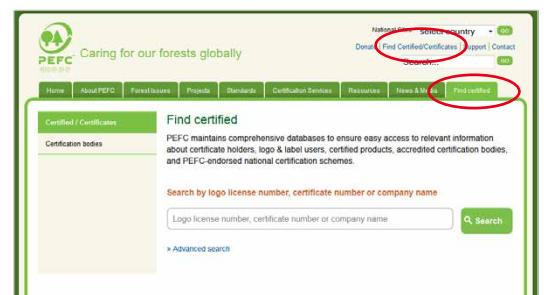 National Sites select country GO
Donate | Find Certified/Certificates | Support | Contact
PEFC
Caring for our forests globally
Search... GO
Home About PEFC Forest Issues Projects Standards Certification Services Resources News & Media Find certified
Certified / Certificates
Certification bodies
Find certified
PEFC maintains comprehensive databases to ensure easy access to relevant information
about certificate holders, logo & label users, certified products, accredited certification bodies,
and PEFC-endorsed national certification schemes.
Search by logo license number, certificate number or company name
Logo license number, certificate number or company name
Search
» Advanced search